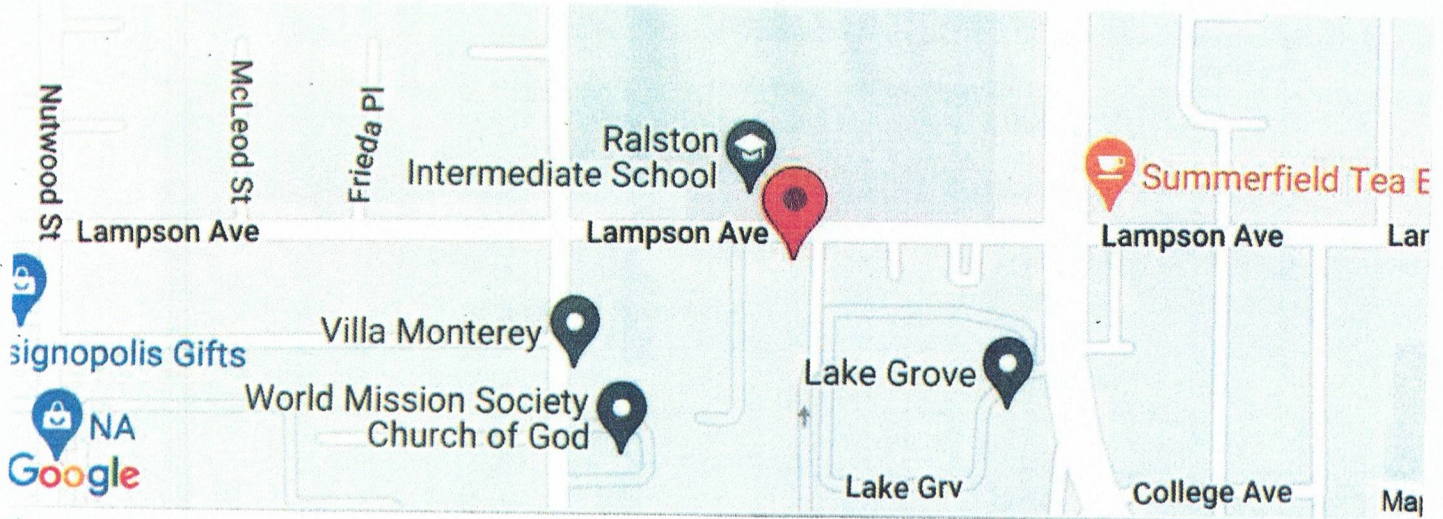 Nutwood St
McLeod St
Frieda Pl
Ralston
Intermediate School
Summerfield Tea
Lampson Ave
Lampson Ave
Lampson Ave
signopolis Gifts
Villa Monterey
Lake Grove
World Mission Society
Church of God
NA
Google
Lake Grv
College Ave